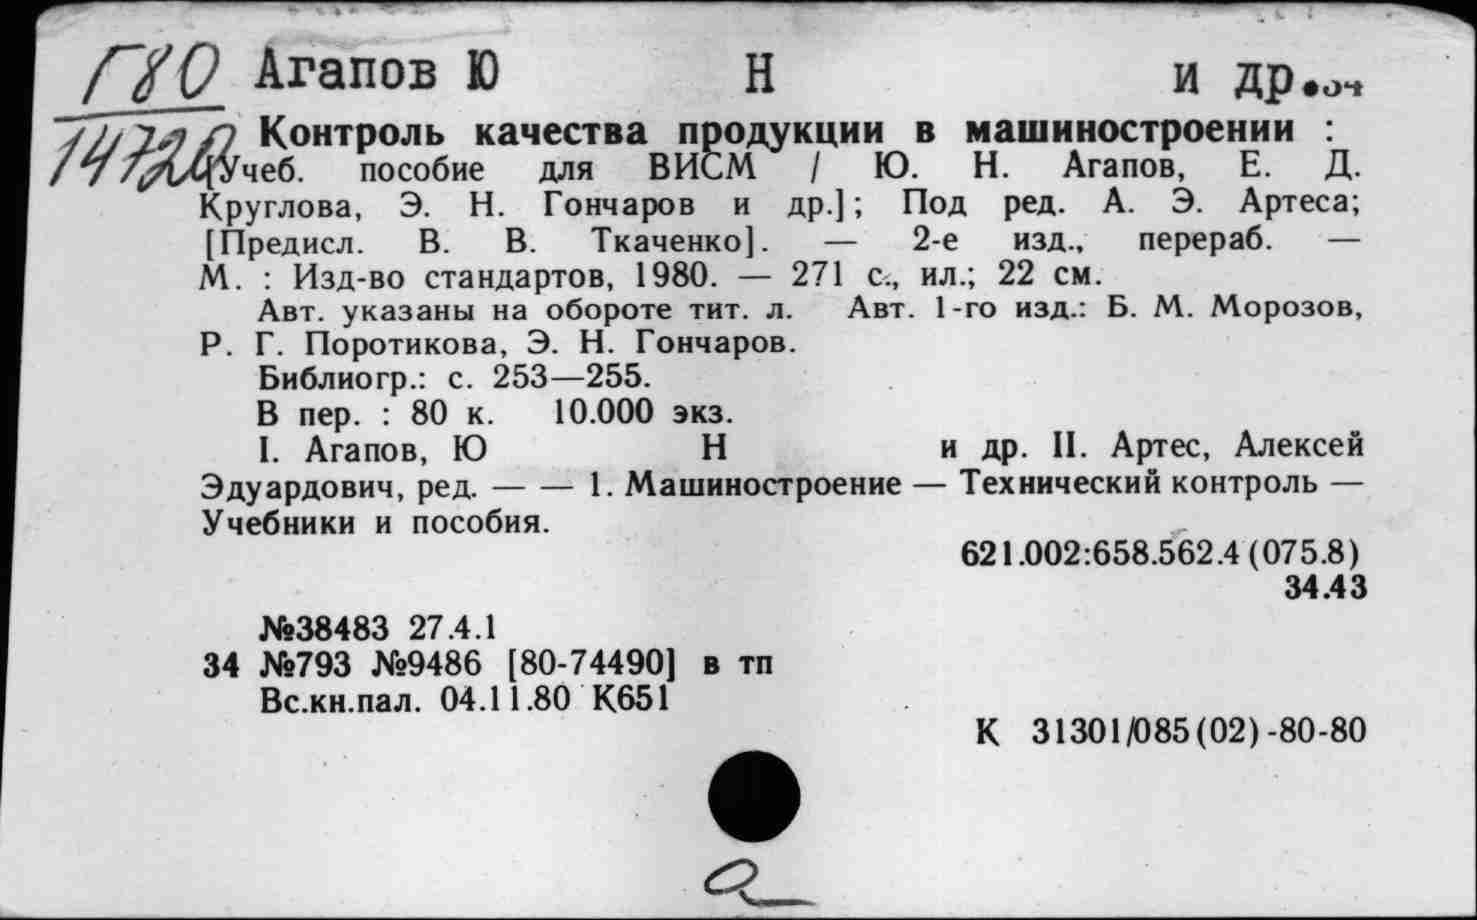 Г80 Агапов Ю Н и др.
14720 Контроль качества продукции в машиностроении :
[Учеб. пособие для ВИСМ / Ю. Н. Агапов, Е. Д.
Круглова, Э. Н. Гончаров и др.]; Под ред. А. Э. Артеса;
[Предисл. В. В. Ткаченко]. — 2-е изд., перераб. —
М. : Изд-во стандартов, 1980. — 271 с., ил.; 22 см.
Авт. указаны на обороте тит. л. Авт. 1-го изд.: Б. М. Морозов,
Р. Г. Поротикова, Э. Н. Гончаров.
Библиогр.: с. 253—255.
В пер. : 80 к. 10.000 экз.
I. Агапов, Ю Н и др. II. Артес, Алексей
Эдуардович, ред. — — 1. Машиностроение — Технический контроль —
Учебники и пособия.
621.002:658.562.4 (075.8)
34.43
№38483 27.4.1
34 №793 №9486 [80-74490] в тп
Вс.кн.пал. 04.11.80 К651
К 31301/085(02)-80-80